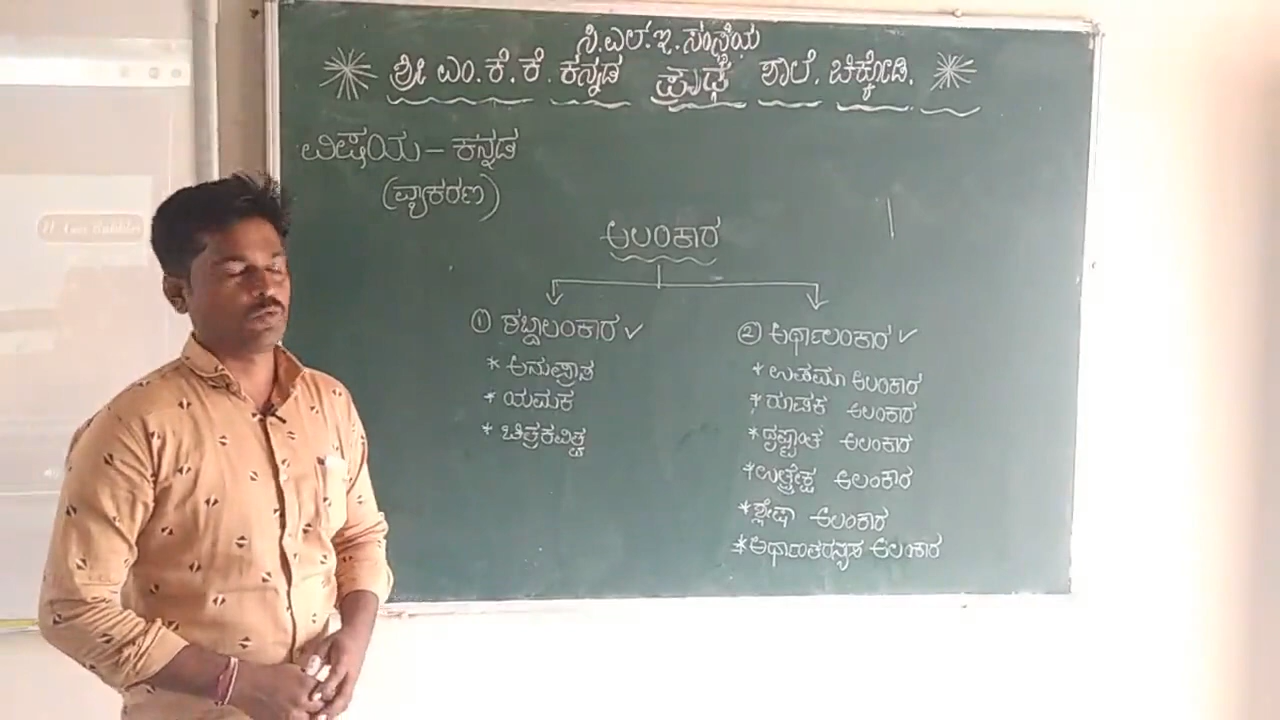 ಸಿ.ಎಲ್.ಇ. ಸಂಸ್ಥೆಯ
ಶ್ರೀ ಎಂ.ಕೆ.ಕೆ. ಕನ್ನಡ ಪ್ರಾಢ ಶಾಲೆ. ಚಿಕ್ಕೋಡಿ.
ವಿಷಯ – ಕನ್ನಡ
(ವ್ಯಾಕರಣ)
ಅಲಂಕಾರ
① ಶಬ್ದಾಲಂಕಾರ ✓
* ಅನುಪ್ರಾಸ
* ಯಮಕ
* ಚಿತ್ರಕವಿತ್ವ
② ಅರ್ಥಾಲಂಕಾರ ✓
* ಉಪಮಾ ಅಲಂಕಾರ
* ರೂಪಕ ಅಲಂಕಾರ
* ದೃಷ್ಟಾಂತ ಅಲಂಕಾರ
* ಉತ್ಪ್ರೇಕ್ಷ ಅಲಂಕಾರ
* ಶ್ಲೇಷಾ ಅಲಂಕಾರ
* ಅರ್ಥಾಂತರನ್ಯಾಸ ಅಲಂಕಾರ